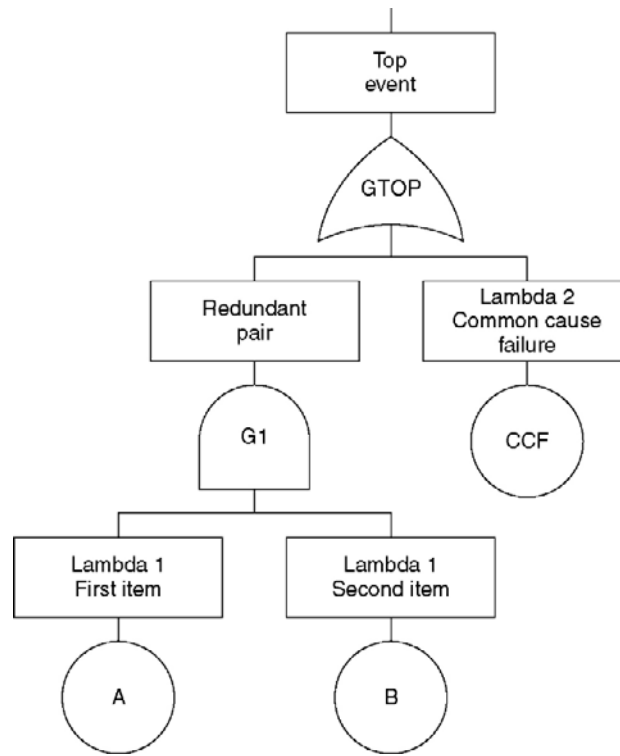 Top
event
GTOP
Redundant
pair
Lambda 2
Common cause
failure
G1
CCF
Lambda 1
First item
Lambda 1
Second item
A
B